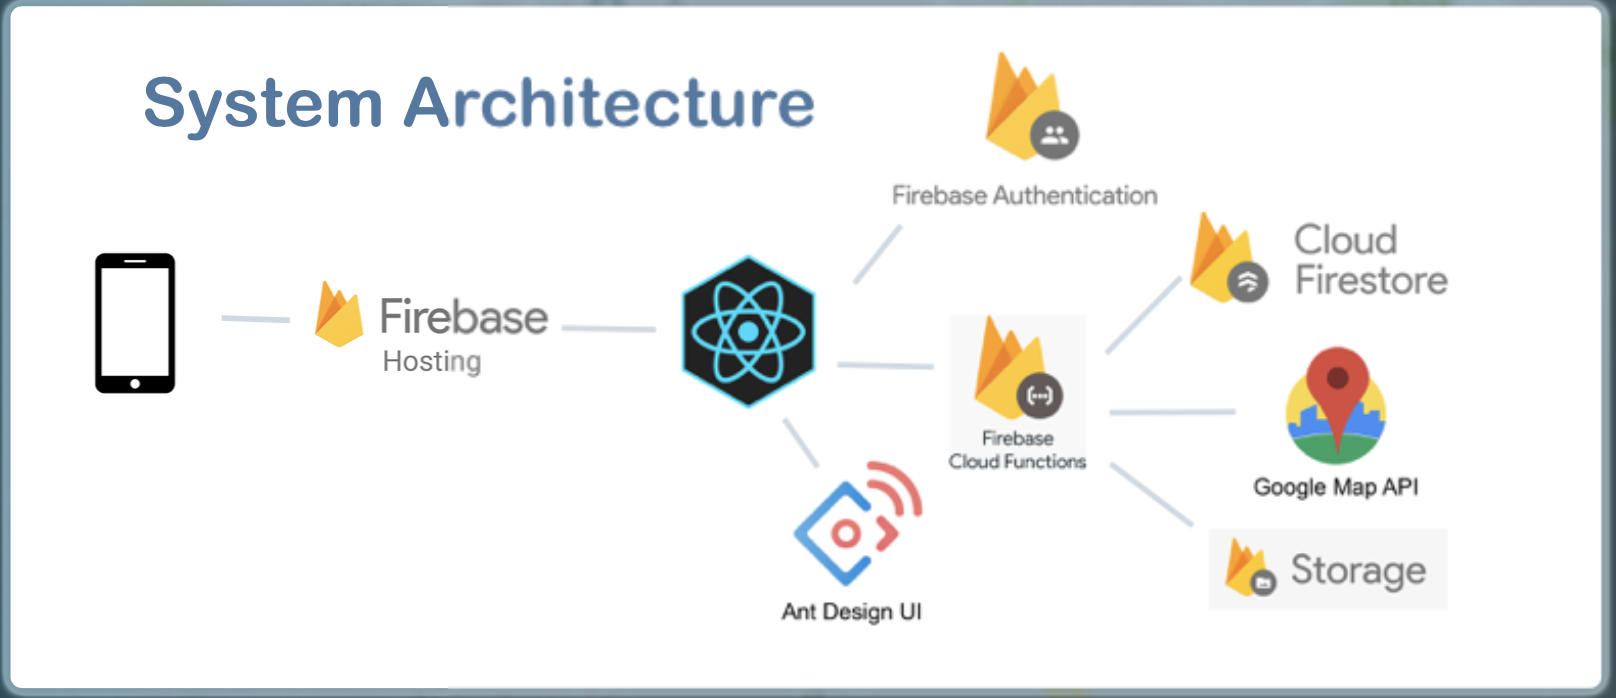 System Architecture
Firebase Authentication
Cloud
Firestore
Firebase
Hosting
Firebase
Cloud Functions
Google Map API
Storage
Ant Design UI